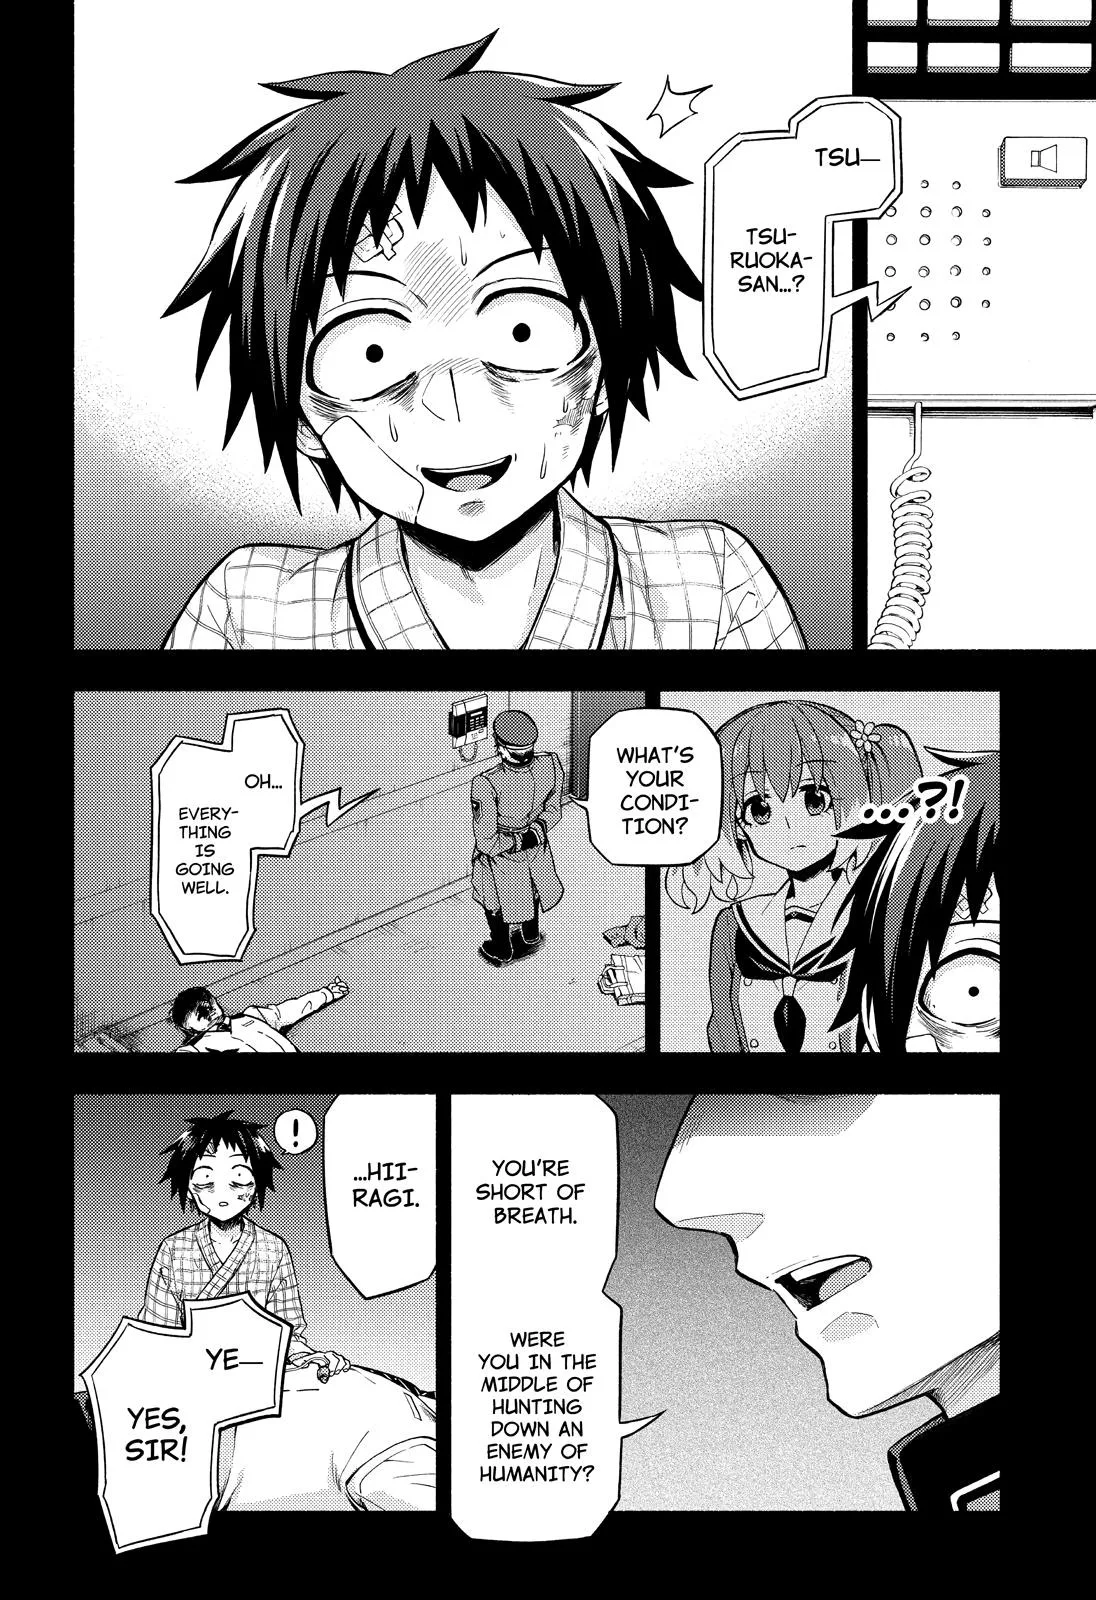 TSU—
TSU-
RUOKA-
SAN...?
...?!
WHAT'S
YOUR
CONDI-
TION?
OH...
EVERY-
THING
IS
GOING
WELL.
YOU'RE
SHORT OF
BREATH.
WERE
YOU IN THE
MIDDLE OF
HUNTING
DOWN AN
ENEMY OF
HUMANITY?
...HII-
RAGI.
!
YE—
YES,
SIR!